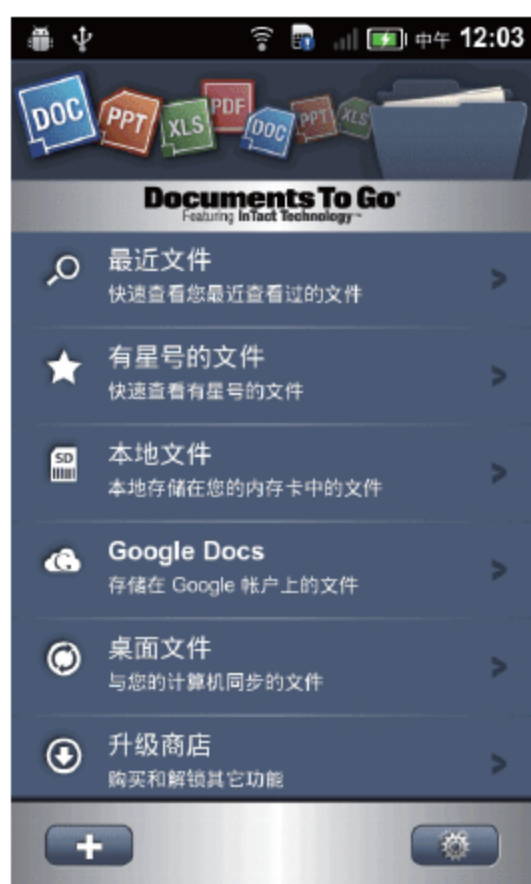 中午 12:03
DOC PPT XLS PDF DOC PPT XLS
Documents To Go
Featuring InTact Technology
最近文件
快速查看您最近查看过的文件
有星号的文件
快速查看有星号的文件
SD
本地文件
本地存储在您的内存卡中的文件
Google Docs
存储在 Google 帐户上的文件
桌面文件
与您的计算机同步的文件
升级商店
购买和解锁其它功能